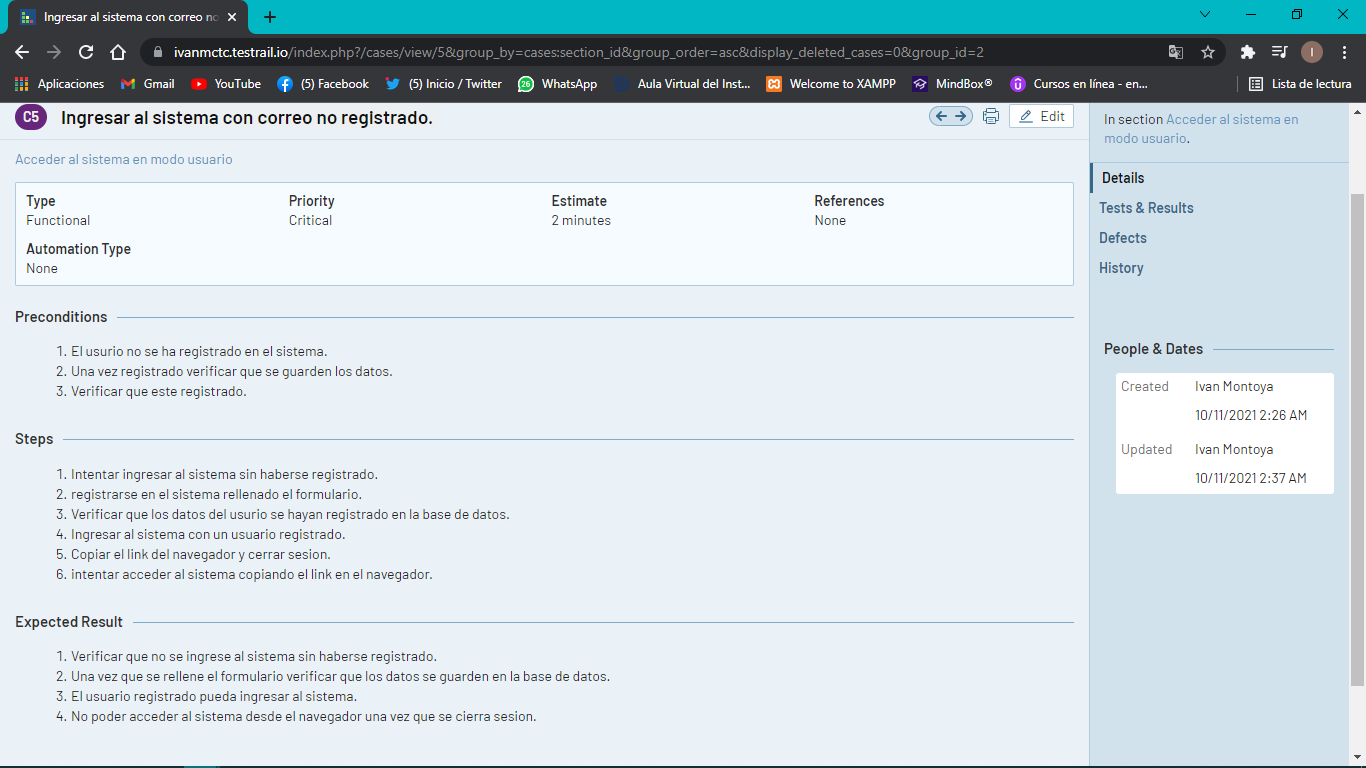 Ingresar al sistema con correo no
ivanmctc.testrail.io/index.php?/cases/view/5&group_by=cases:section_id&group_order=asc&display_deleted_cases=0&group_id=2
I
Aplicaciones
Gmail
YouTube
(5) Facebook
(5) Inicio / Twitter
26
WhatsApp
Aula Virtual del Inst...
Welcome to XAMPP
MindBox®
Cursos en línea - en...
Lista de lectura
C5
Ingresar al sistema con correo no registrado.
Edit
Acceder al sistema en modo usuario
Type
Functional
Priority
Critical
Estimate
2 minutes
References
None
Automation Type
None
Preconditions
1. El usurio no se ha registrado en el sistema.
2. Una vez registrado verificar que se guarden los datos.
3. Verificar que este registrado.
Steps
1. Intentar ingresar al sistema sin haberse registrado.
2. registrarse en el sistema rellenado el formulario.
3. Verificar que los datos del usurio se hayan registrado en la base de datos.
4. Ingresar al sistema con un usuario registrado.
5. Copiar el link del navegador y cerrar sesion.
6. intentar acceder al sistema copiando el link en el navegador.
Expected Result
1. Verificar que no se ingrese al sistema sin haberse registrado.
2. Una vez que se rellene el formulario verificar que los datos se guarden en la base de datos.
3. El usuario registrado pueda ingresar al sistema.
4. No poder acceder al sistema desde el navegador una vez que se cierra sesion.
In section Acceder al sistema en
modo usuario.
Details
Tests & Results
Defects
History
People & Dates
Created
Ivan Montoya
10/11/2021 2:26 AM
Updated
Ivan Montoya
10/11/2021 2:37 AM